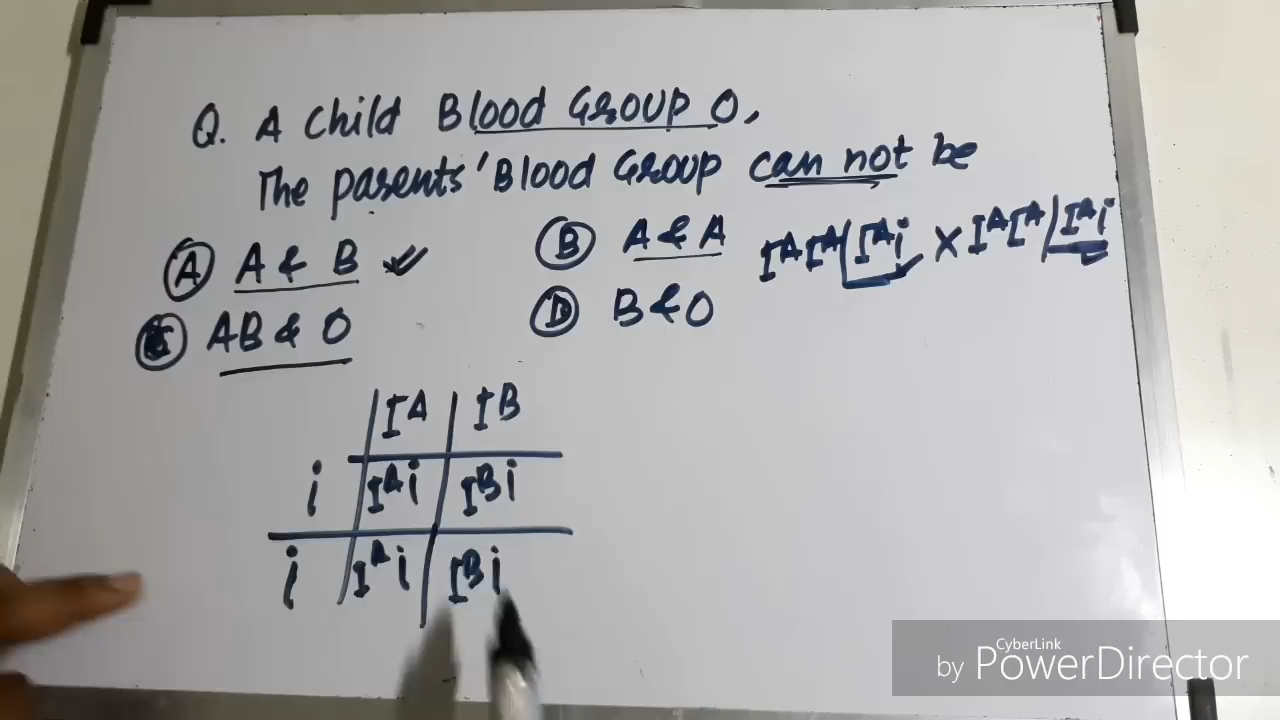 Q. A Child Blood Group O,
The parents' Blood Group can not be
(A) A & B ✓ (B) A & A IᴬIᴬ/Iᴬi × IᴬIᴬ/Iᴬi
(C) AB & O (D) B & O
Iᴬ Iᴮ
i Iᴬi Iᴮi
i Iᴬi Iᴮi
CyberLink
by PowerDirector